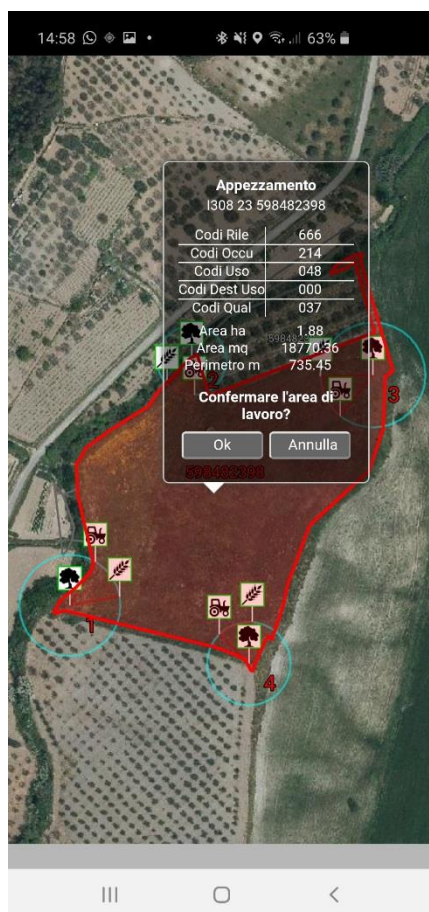 14:58 63%
Appezzamento
I308 23 598482398
Codi Rile 666
Codi Occu 214
Codi Uso 048
Codi Dest Uso 000
Codi Qual 037
Area ha 1.88
Area mq 18770.36
Perimetro m 735.45
Confermare l'area di
lavoro?
Ok Annulla
2
3
598482398
1
4